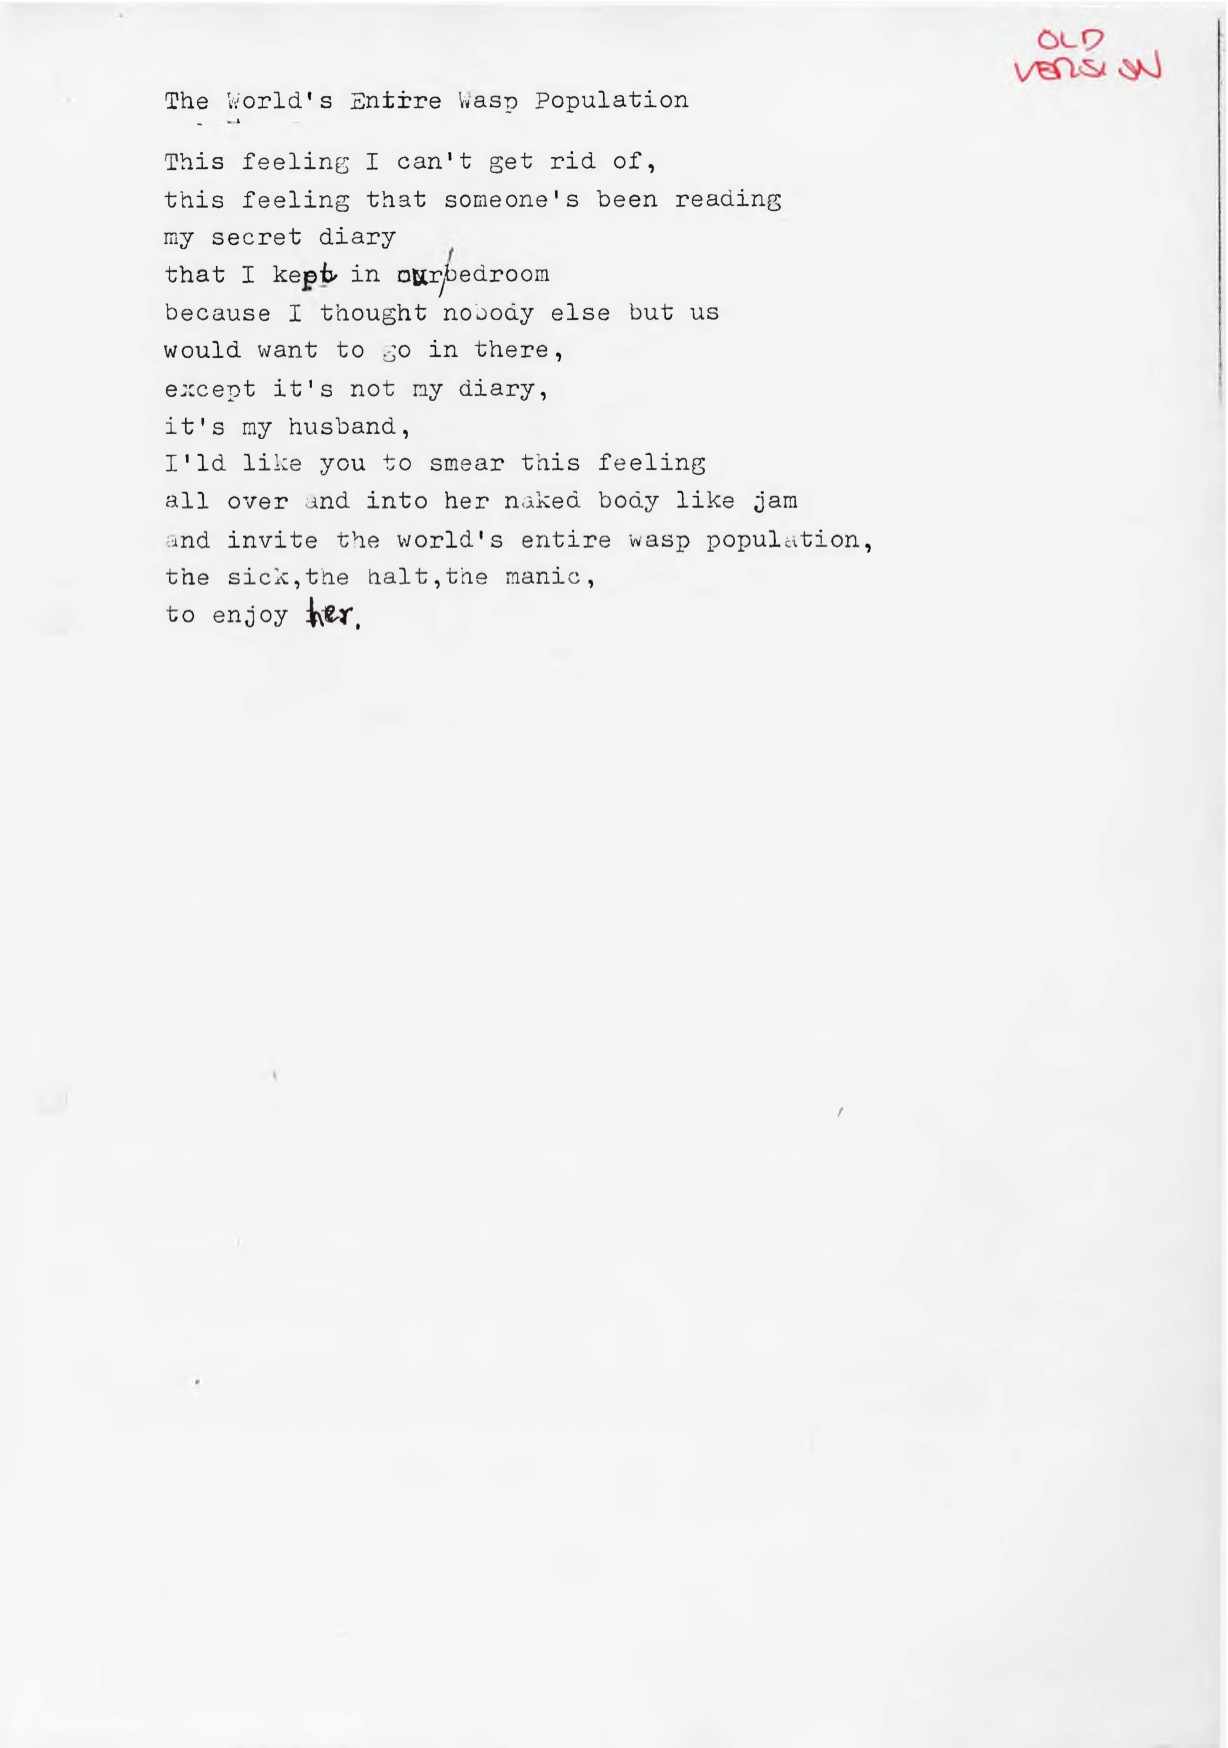 OLD
VERSION
The World's Entire Wasp Population
This feeling I can't get rid of,
this feeling that someone's been reading
my secret diary
that I kept in our/bedroom
because I thought nobody else but us
would want to go in there,
except it's not my diary,
it's my husband,
I'ld like you to smear this feeling
all over and into her naked body like jam
and invite the world's entire wasp population,
the sick,the halt,the manic,
to enjoy her.